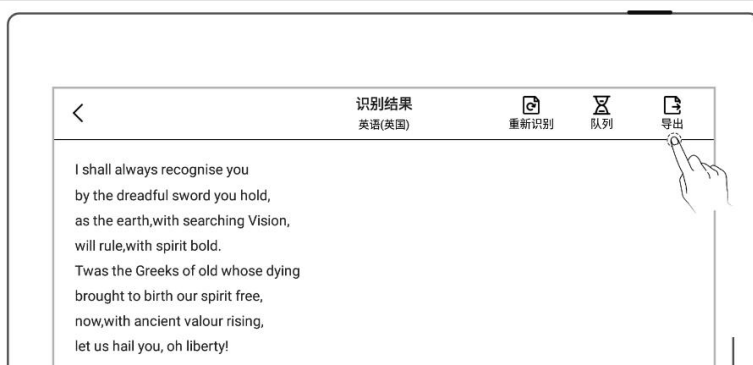 识别结果
英语(英国)
重新识别
队列
导出
I shall always recognise you
by the dreadful sword you hold,
as the earth,with searching Vision,
will rule,with spirit bold.
Twas the Greeks of old whose dying
brought to birth our spirit free,
now,with ancient valour rising,
let us hail you, oh liberty!